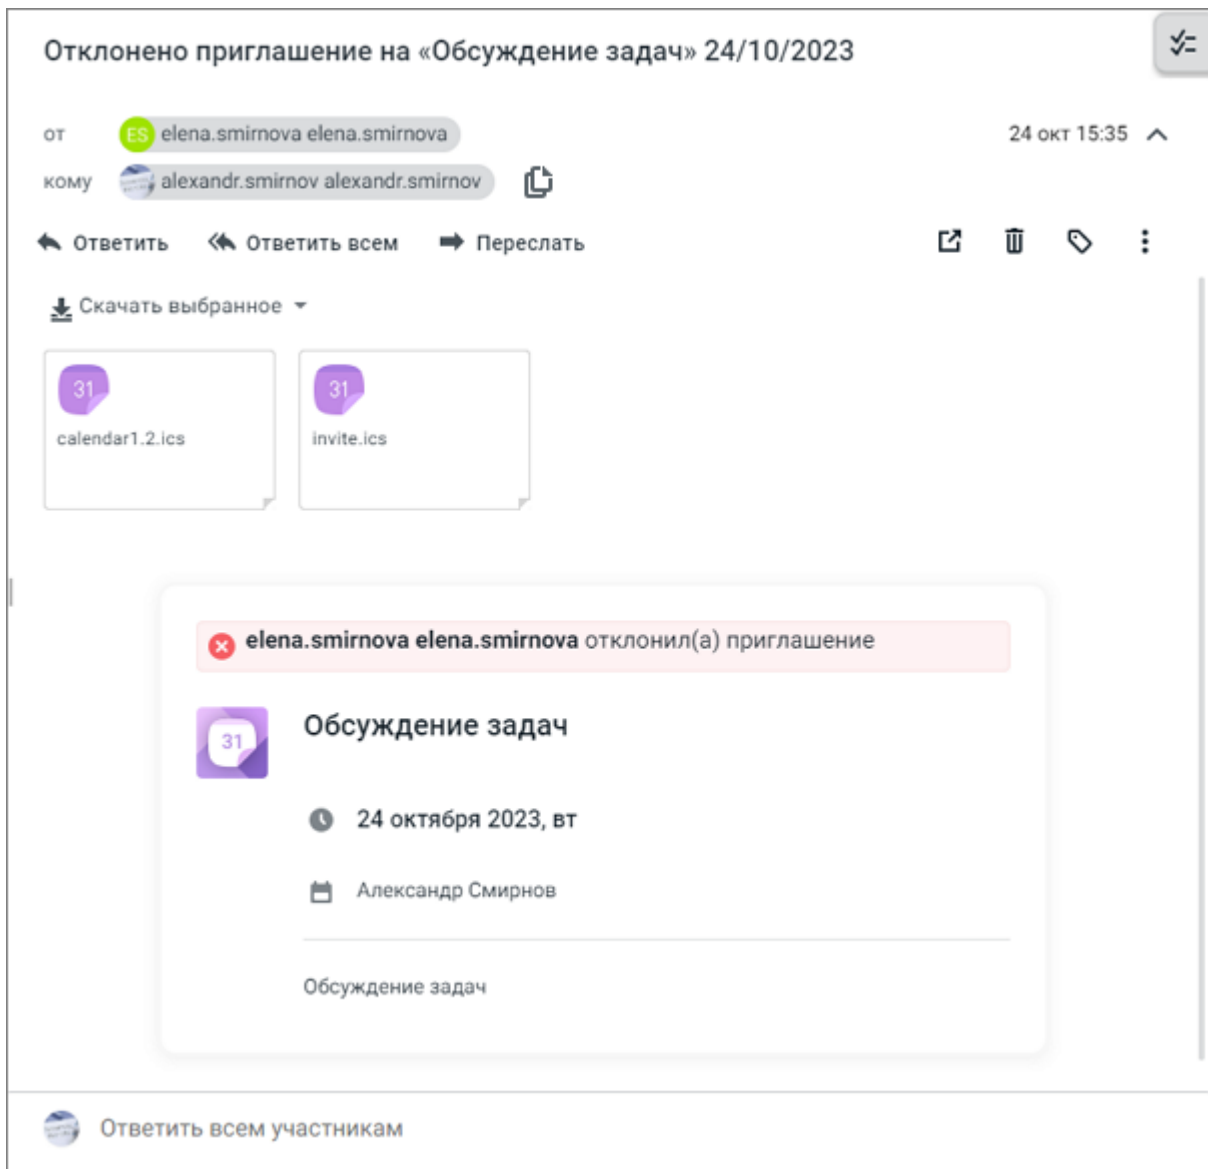 Отклонено приглашение на «Обсуждение задач» 24/10/2023
от ES elena.smirnova elena.smirnova 24 окт 15:35
кому alexandr.smirnov alexandr.smirnov
Ответить Ответить всем Переслать
Скачать выбранное
31 31
calendar1.2.ics invite.ics
elena.smirnova elena.smirnova отклонил(а) приглашение
31 Обсуждение задач
24 октября 2023, вт
Александр Смирнов
Обсуждение задач
Ответить всем участникам